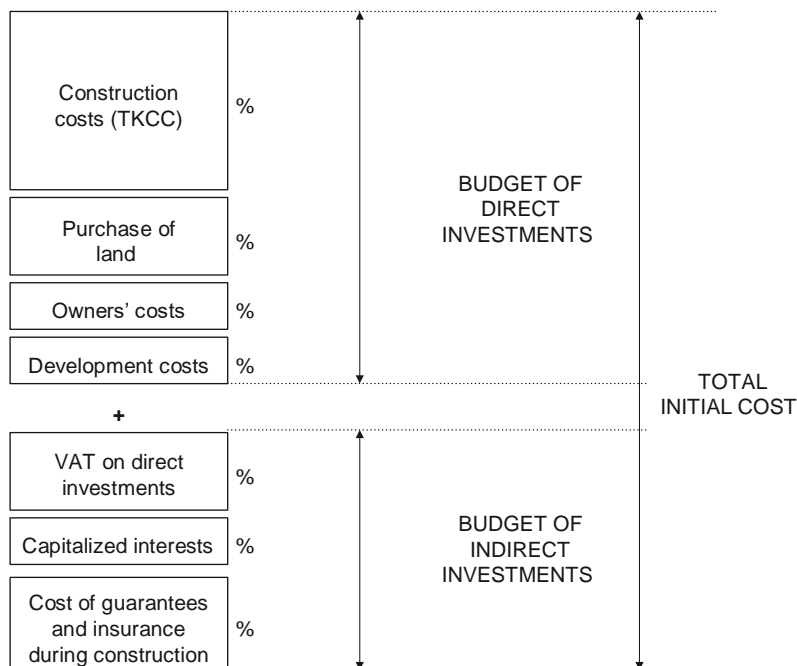 Construction
costs (TKCC)
%
Purchase of
land
%
Owners’ costs
%
Development costs
%
BUDGET OF
DIRECT
INVESTMENTS
TOTAL
INITIAL COST
+
VAT on direct
investments
%
Capitalized interests
%
Cost of guarantees
and insurance
during construction
%
BUDGET OF
INDIRECT
INVESTMENTS